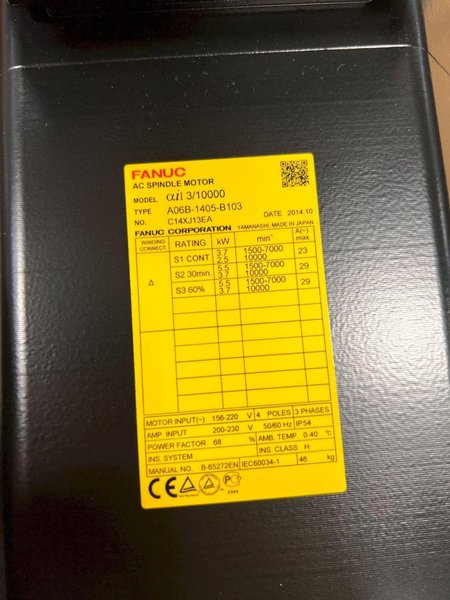 FANUC
AC SPINDLE MOTOR
MODEL αiI 3/10000
TYPE A06B-1405-B103
NO. C14XJ13EA DATE 2014.10
FANUC CORPORATION YAMANASHI, MADE IN JAPAN
WINDING CONNECT. RATING kW min⁻¹ A(~) max.
Δ S1 CONT 3.7 1500-7000 23
2.5 10000
S2 30min 5.5 1500-7000 29
3.7 10000
S3 60% 5.5 1500-7000 29
3.7 10000
MOTOR INPUT(~) 156-220 V 4 POLES 3 PHASES
AMP. INPUT 200-230 V 50/60 Hz IP54
POWER FACTOR 68 % AMB. TEMP. 0-40 ℃
INS. SYSTEM INS. CLASS H
MANUAL NO. B-65272EN IEC60034-1 46 kg
CE